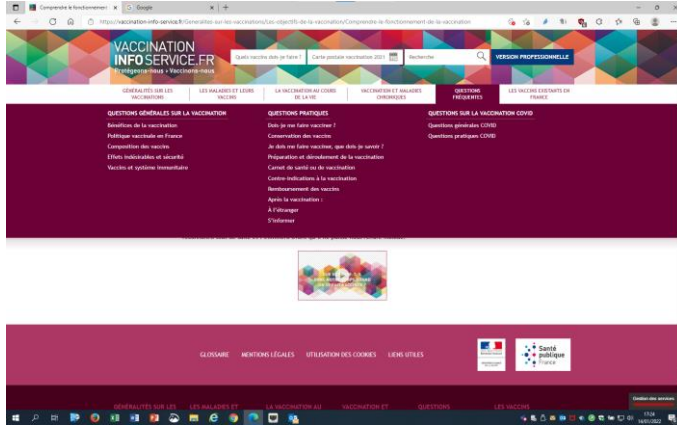 Comprendre le fonctionnement
Google
https://vaccination-info-service.fr/Generalites-sur-les-vaccinations/Les-objectifs-de-la-vaccination/Comprendre-le-fonctionnement-de-la-vaccination
VACCINATION
INFO SERVICE.FR
Protégeons-nous • Vaccinons-nous
Quels vaccins dois-je faire ?
Carte postale vaccination 2021
Recherche
VERSION PROFESSIONNELLE
GÉNÉRALITÉS SUR LES
VACCINATIONS
LES MALADIES ET LEURS
VACCINS
LA VACCINATION AU COURS
DE LA VIE
VACCINATION ET MALADIES
CHRONIQUES
QUESTIONS
FRÉQUENTES
LES VACCINS EXISTANTS EN
FRANCE
QUESTIONS GÉNÉRALES SUR LA VACCINATION
Bénéfices de la vaccination
Politique vaccinale en France
Composition des vaccins
Effets indésirables et sécurité
Vaccins et système immunitaire
QUESTIONS PRATIQUES
Dois-je me faire vacciner ?
Conservation des vaccins
Je dois me faire vacciner, que dois-je savoir ?
Préparation et déroulement de la vaccination
Carnet de santé ou de vaccination
Contre-indications à la vaccination
Remboursement des vaccins
Après la vaccination :
À l'étranger
S'informer
QUESTIONS SUR LA VACCINATION COVID
Questions générales COVID
Questions pratiques COVID
GLOSSAIRE
MENTIONS LÉGALES
UTILISATION DES COOKIES
LIENS UTILES
Santé
publique
France
GÉNÉRALITÉS SUR LES
LES MALADIES ET
LA VACCINATION AU
VACCINATION ET
QUESTIONS
LES VACCINS
Gestion des services
17:24
16/01/2022